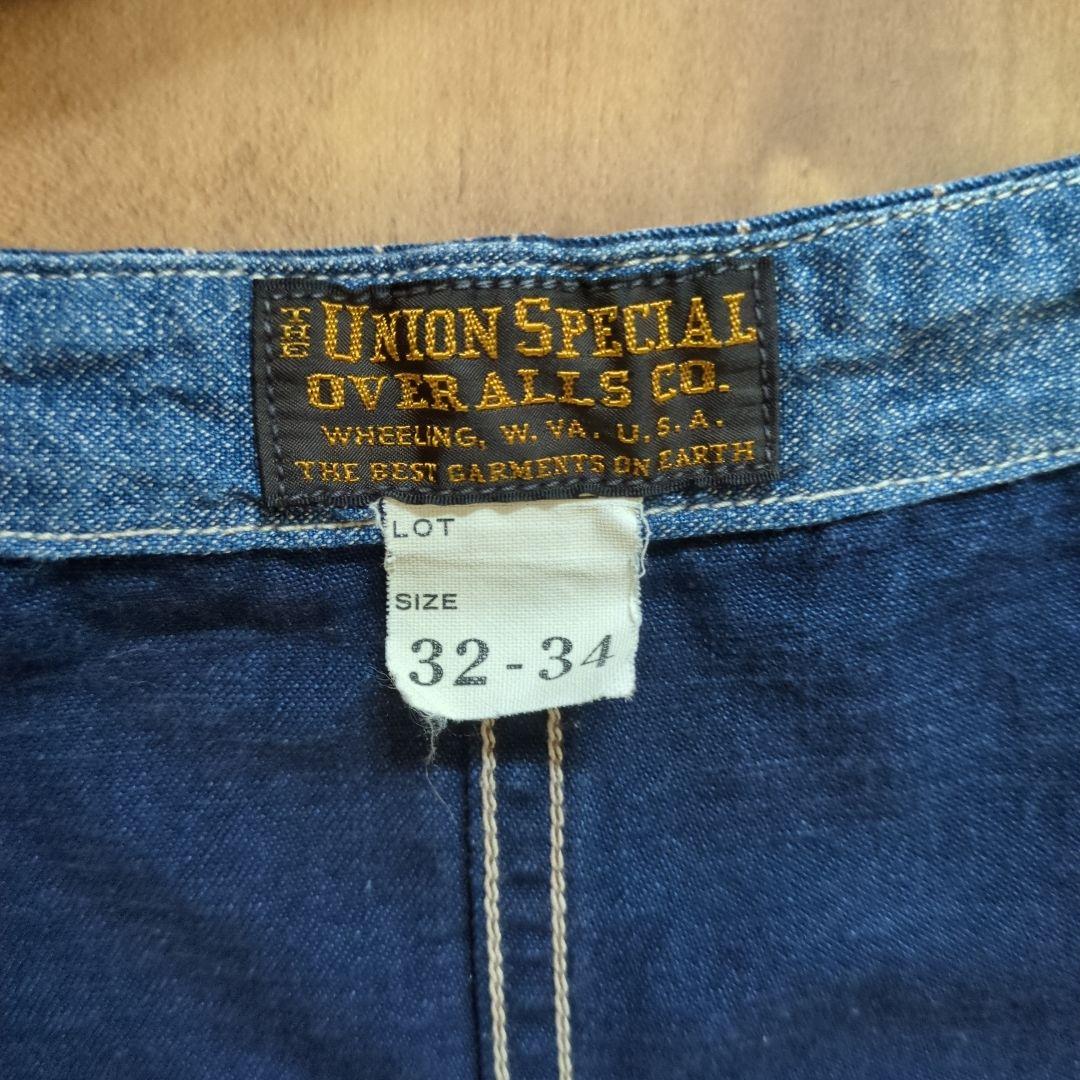 THE UNION SPECIAL
OVERALLS CO.
WHEELING, W. VA. U.S.A.
THE BEST GARMENTS ON EARTH
LOT
SIZE
32-34